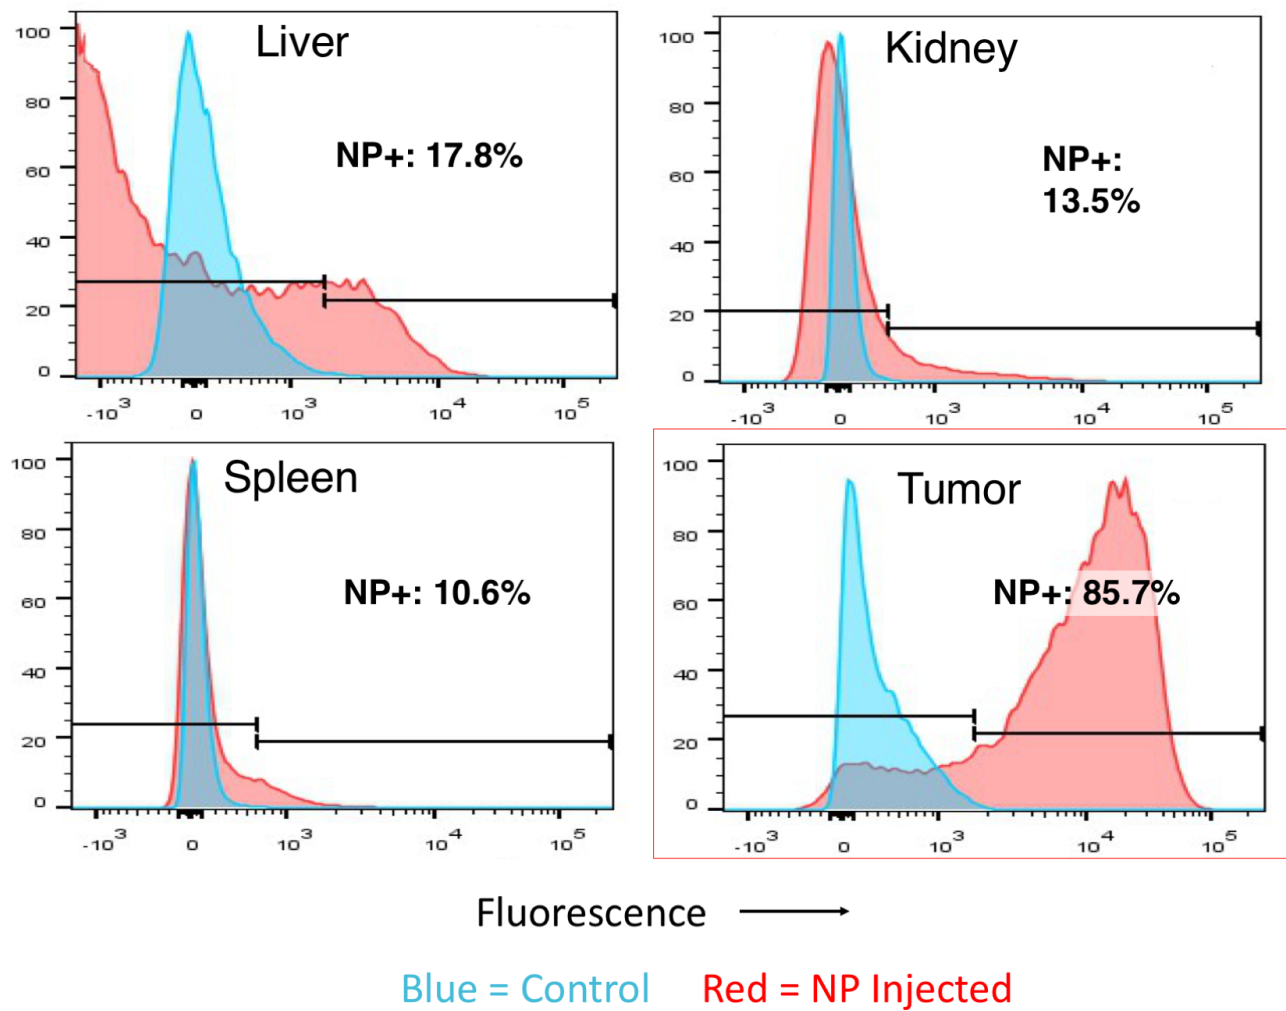 Liver
NP+: 17.8%
100
80
60
40
20
0
-10³ 0 10³ 10⁴ 10⁵
Kidney
NP+:
13.5%
100
80
60
40
20
0
-10³ 0 10³ 10⁴ 10⁵
Spleen
NP+: 10.6%
100
80
60
40
20
0
-10³ 0 10³ 10⁴ 10⁵
Tumor
NP+: 85.7%
100
80
60
40
20
0
-10³ 0 10³ 10⁴ 10⁵
Fluorescence
Blue = Control Red = NP Injected